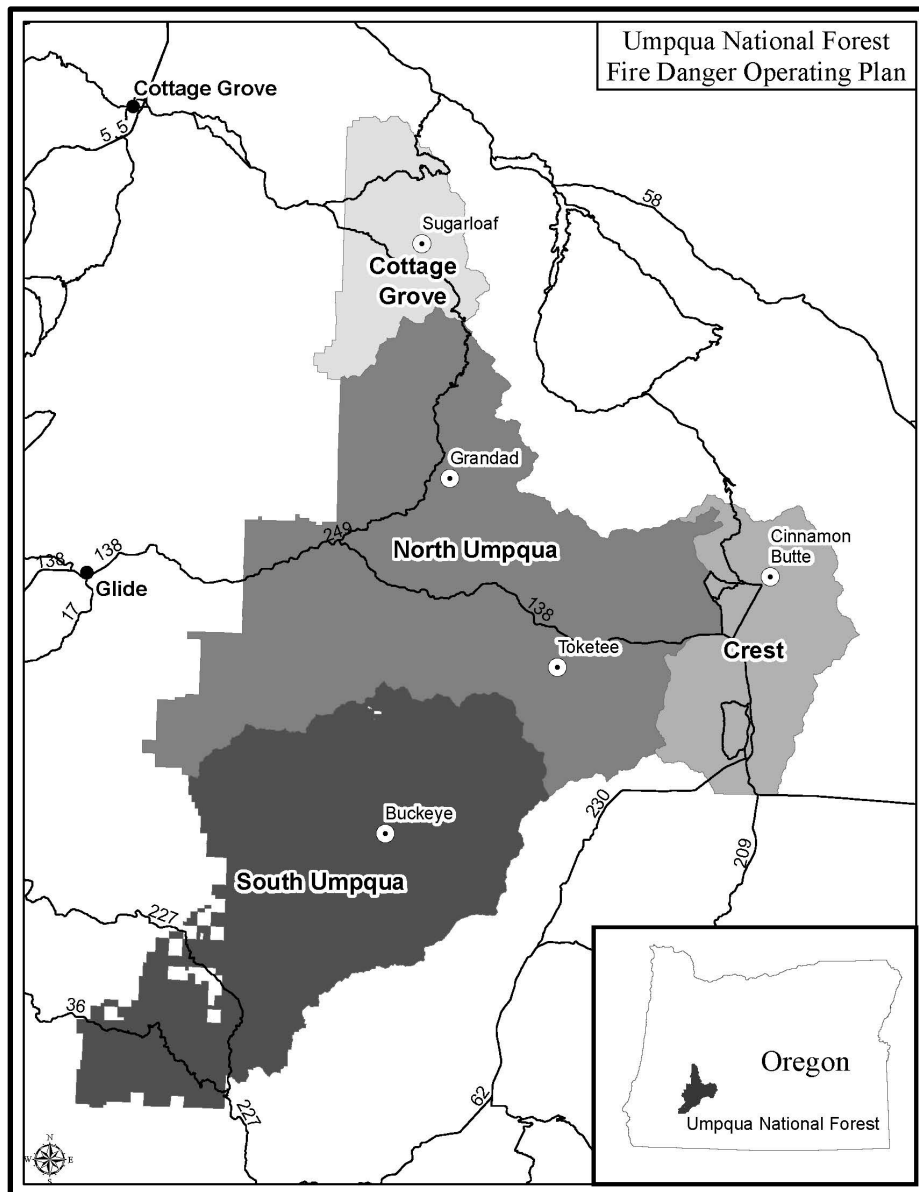 Umpqua National Forest
Fire Danger Operating Plan
Cottage Grove
5,5
58
Sugarloaf
Cottage
Grove
Grandad
249
North Umpqua
Cinnamon
Butte
138
138
Glide
17
138
Toketee
Crest
230
Buckeye
209
South Umpqua
227
36
62
227
Oregon
Umpqua National Forest
N
W
E
S